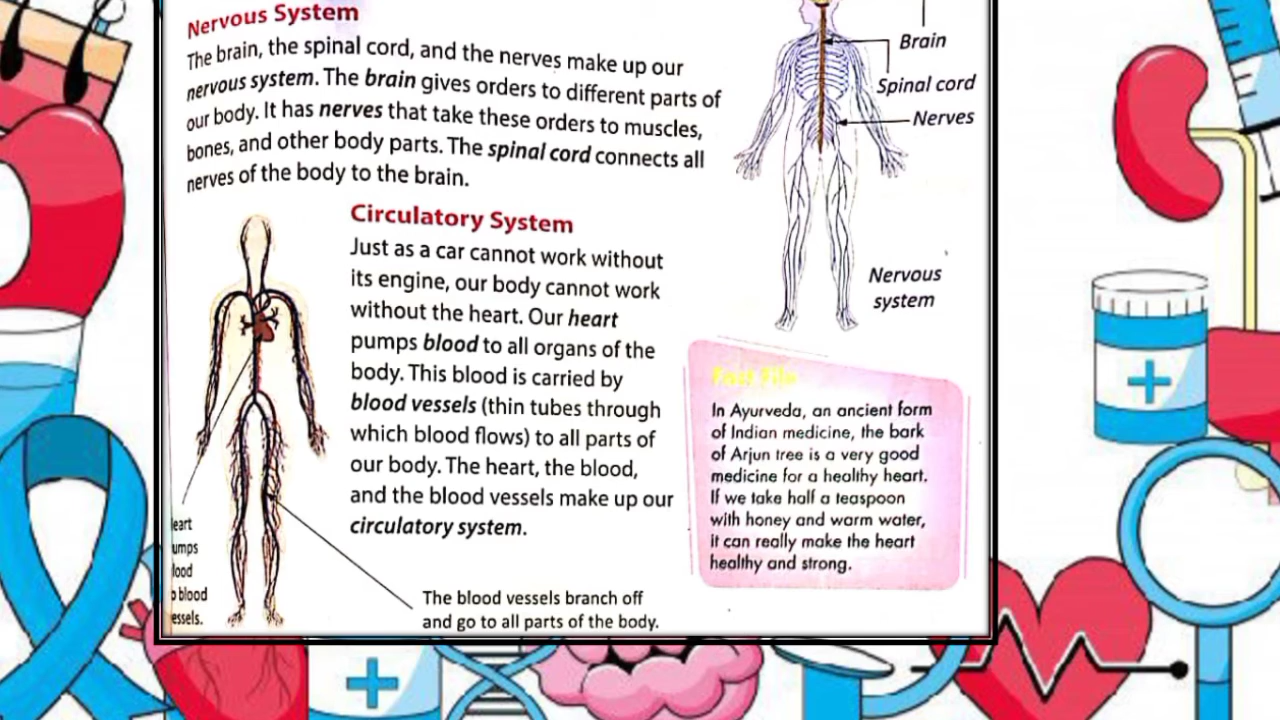 Nervous System
The brain, the spinal cord, and the nerves make up our
nervous system. The brain gives orders to different parts of
our body. It has nerves that take these orders to muscles,
bones, and other body parts. The spinal cord connects all
nerves of the body to the brain.
Brain
Spinal cord
Nerves
Nervous
system
Circulatory System
Just as a car cannot work without
its engine, our body cannot work
without the heart. Our heart
pumps blood to all organs of the
body. This blood is carried by
blood vessels (thin tubes through
which blood flows) to all parts of
our body. The heart, the blood,
and the blood vessels make up our
circulatory system.
eart
umps
lood
o blood
essels.
The blood vessels branch off
and go to all parts of the body.
Fact File
In Ayurveda, an ancient form
of Indian medicine, the bark
of Arjun tree is a very good
medicine for a healthy heart.
If we take half a teaspoon
with honey and warm water,
it can really make the heart
healthy and strong.